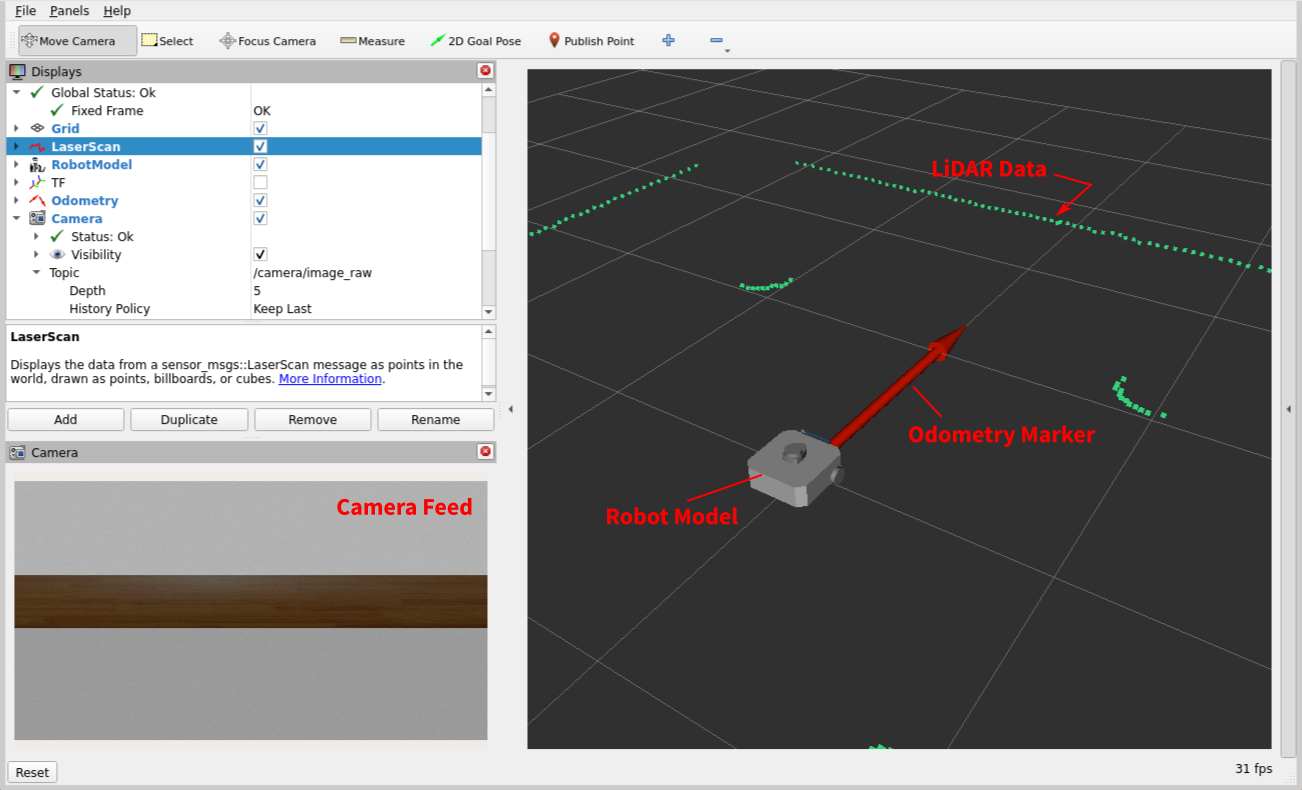 File Panels Help
Move Camera Select Focus Camera Measure 2D Goal Pose Publish Point
Displays
Global Status: Ok
Fixed Frame OK
Grid
LaserScan
RobotModel
TF
Odometry
Camera
Status: Ok
Visibility
Topic /camera/image_raw
Depth 5
History Policy Keep Last
LaserScan
Displays the data from a sensor_msgs::LaserScan message as points in the
world, drawn as points, billboards, or cubes. More Information.
Add Duplicate Remove Rename
Camera
Camera Feed
LiDAR Data
Odometry Marker
Robot Model
Reset
31 fps